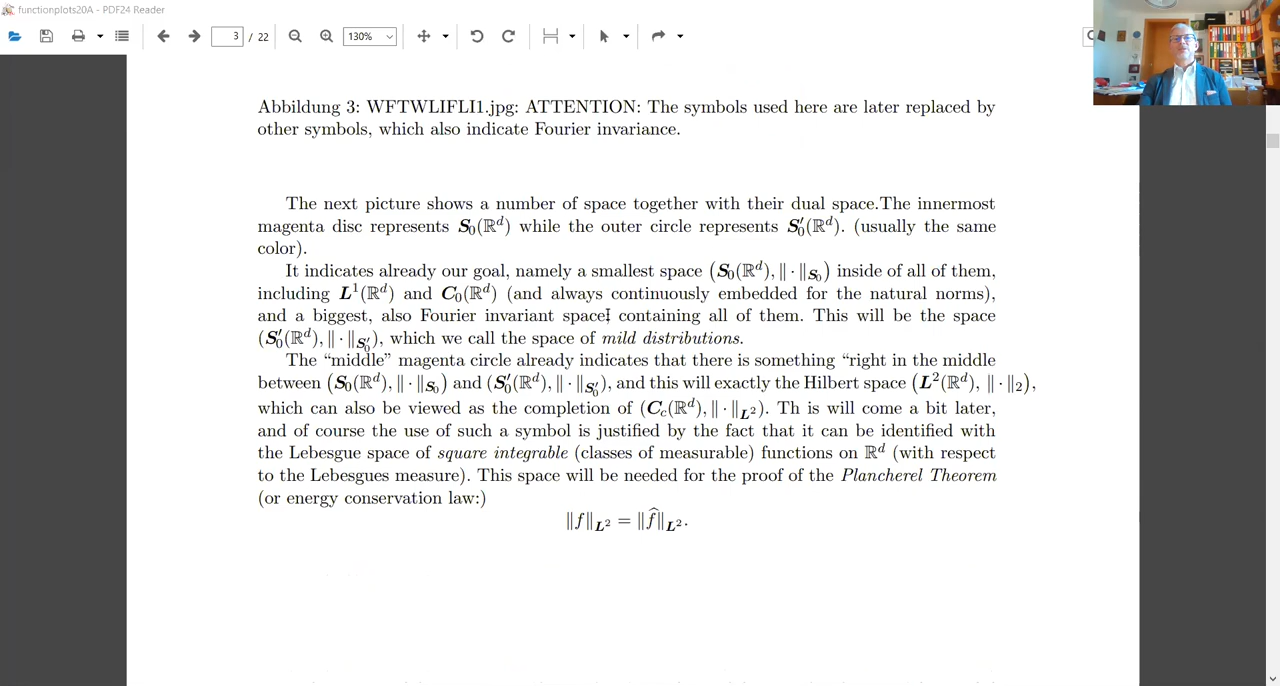 functionplots20A - PDF24 Reader
3 / 22 130%
Abbildung 3: WFTWLIFLI1.jpg: ATTENTION: The symbols used here are later replaced by
other symbols, which also indicate Fourier invariance.
The next picture shows a number of space together with their dual space.The innermost
magenta disc represents S₀(ℝᵈ) while the outer circle represents S₀′(ℝᵈ). (usually the same
color).
It indicates already our goal, namely a smallest space (S₀(ℝᵈ), ‖ · ‖_S₀) inside of all of them,
including L¹(ℝᵈ) and C₀(ℝᵈ) (and always continuously embedded for the natural norms),
and a biggest, also Fourier invariant space, containing all of them. This will be the space
(S₀′(ℝᵈ), ‖ · ‖_S₀′), which we call the space of mild distributions.
The “middle” magenta circle already indicates that there is something “right in the middle
between (S₀(ℝᵈ), ‖ · ‖_S₀) and (S₀′(ℝᵈ), ‖ · ‖_S₀′), and this will exactly the Hilbert space (L²(ℝᵈ), ‖ · ‖₂),
which can also be viewed as the completion of (C_c(ℝᵈ), ‖ · ‖_L²). Th is will come a bit later,
and of course the use of such a symbol is justified by the fact that it can be identified with
the Lebesgue space of square integrable (classes of measurable) functions on ℝᵈ (with respect
to the Lebesgues measure). This space will be needed for the proof of the Plancherel Theorem
(or energy conservation law:)
‖f‖_L² = ‖f̂‖_L².